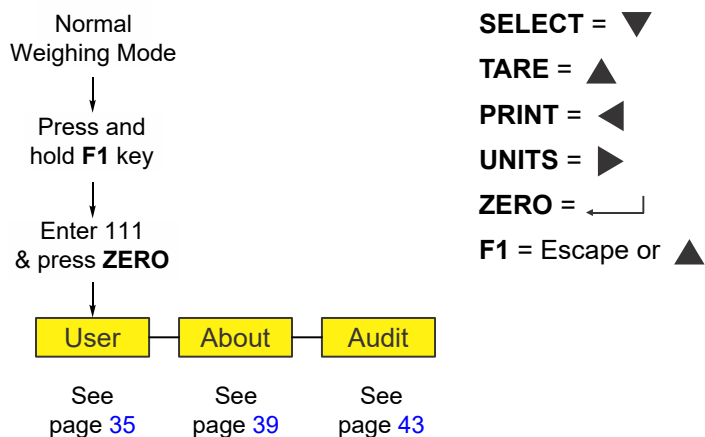 Normal
Weighing Mode
Press and
hold F1 key
Enter 111
& press ZERO
User
About
Audit
See
page 35
See
page 39
See
page 43
SELECT = ▼
TARE = ▲
PRINT = ◀
UNITS = ▶
ZERO = ↵
F1 = Escape or ▲